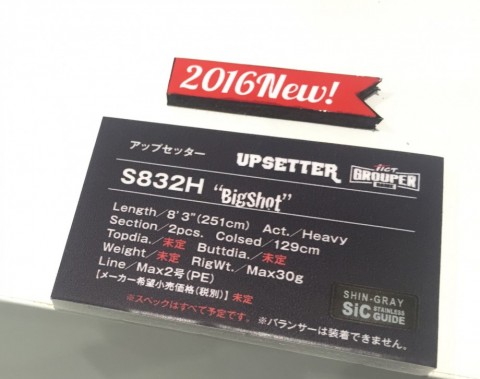 2016New!
アップセッター UPSETTER TICT GROUPER GAME
S832H "BigShot"
Length／8'3"(251cm) Act.／Heavy
Section／2pcs. Colsed／129cm
Topdia.／未定 Buttdia.／未定
Weight／未定 RigWt.／Max30g
Line／Max2号(PE)
[メーカー希望小売価格(税別)] 未定
※スペックはすべて予定です。 ※バランサーは装着できません。
SHIN-GRAY
SiC STAINLESS GUIDE